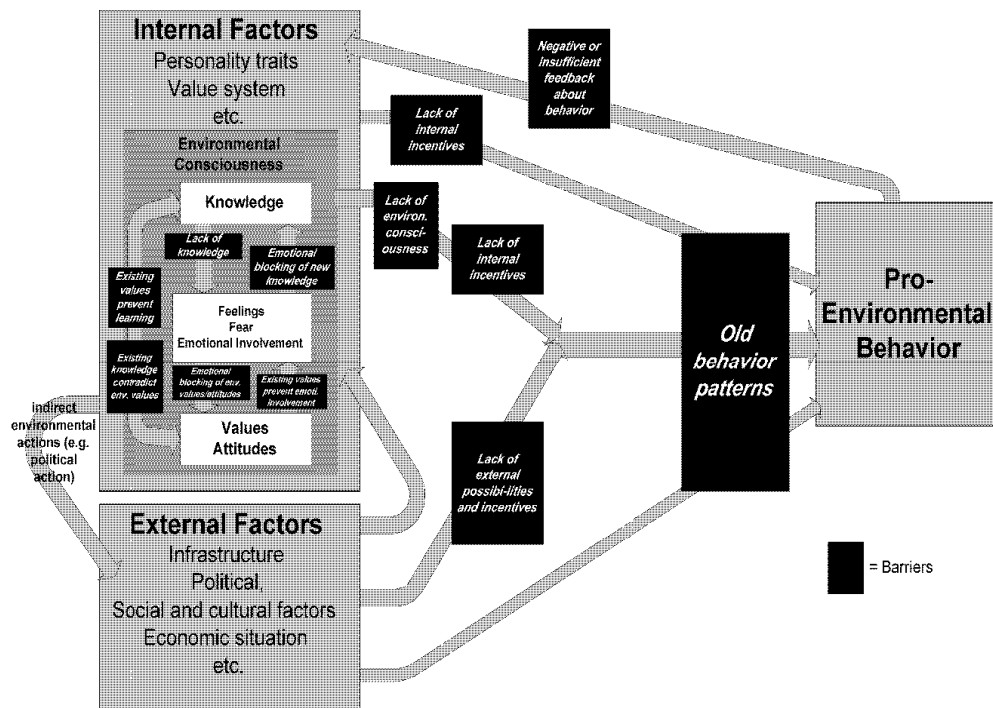 Internal Factors
Personality traits
Value system
etc.
Environmental
Consciousness
Knowledge
Lack of
knowledge
Emotional
blocking of new
knowledge
Existing
values
prevent
learning
Feelings
Fear
Emotional Involvement
Existing
knowledge
contradict
env. values
Emotional
blocking of env.
values/attitudes
Existing values
prevent emoti.
involvement
Values
Attitudes
Indirect
environmental
actions (e.g.
political
action)
External Factors
Infrastructure
Political,
Social and cultural factors
Economic situation
etc.
Negative or
insufficient
feedback
about
behavior
Lack of
internal
incentives
Lack of
environ.
consci-
ousness
Lack of
internal
incentives
Lack of
external
possibi-lities
and incentives
Old
behavior
patterns
Pro-
Environmental
Behavior
= Barriers